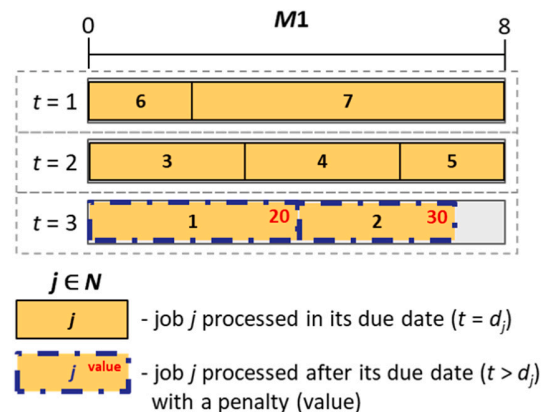 M1
0 8
t = 1 6 7
t = 2 3 4 5
t = 3 1 20 2 30
j ∈ N
j - job j processed in its due date (t = dj)
j value - job j processed after its due date (t > dj)
with a penalty (value)